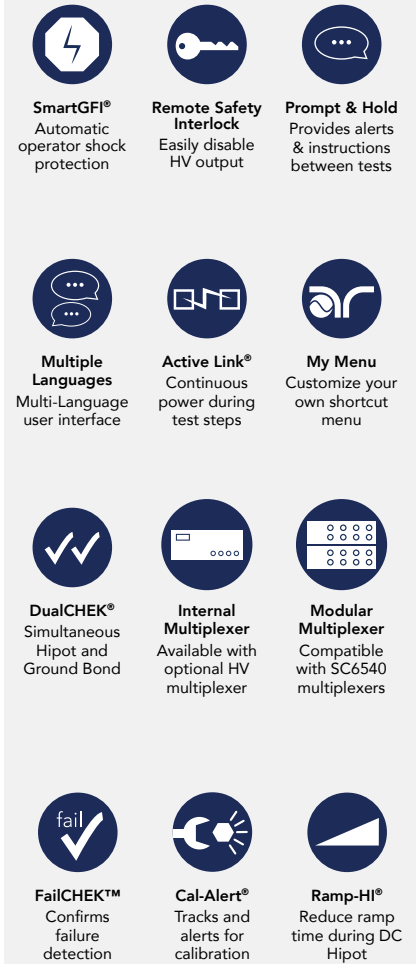 SmartGFI®
Automatic
operator shock
protection
Remote Safety
Interlock
Easily disable
HV output
Prompt & Hold
Provides alerts
& instructions
between tests
Multiple
Languages
Multi-Language
user interface
Active Link®
Continuous
power during
test steps
ar
My Menu
Customize your
own shortcut
menu
DualCHEK®
Simultaneous
Hipot and
Ground Bond
Internal
Multiplexer
Available with
optional HV
multiplexer
Modular
Multiplexer
Compatible
with SC6540
multiplexers
fail
FailCHEK™
Confirms
failure
detection
Cal-Alert®
Tracks and
alerts for
calibration
Ramp-HI®
Reduce ramp
time during DC
Hipot